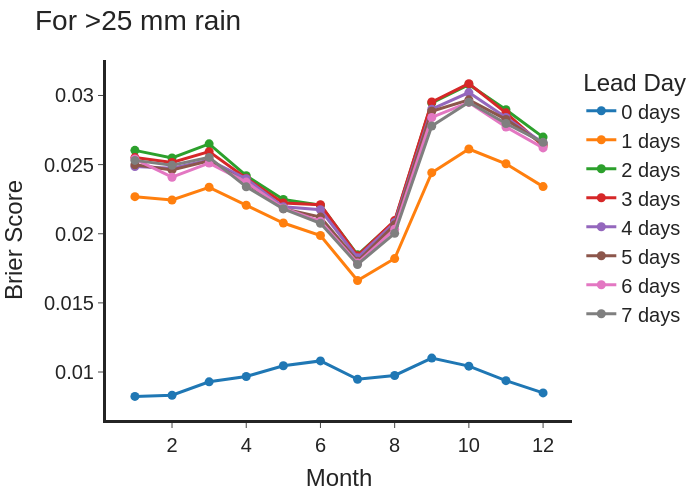 For >25 mm rain
Brier Score
0.03
0.025
0.02
0.015
0.01
2 4 6 8 10 12
Month
Lead Day
0 days
1 days
2 days
3 days
4 days
5 days
6 days
7 days